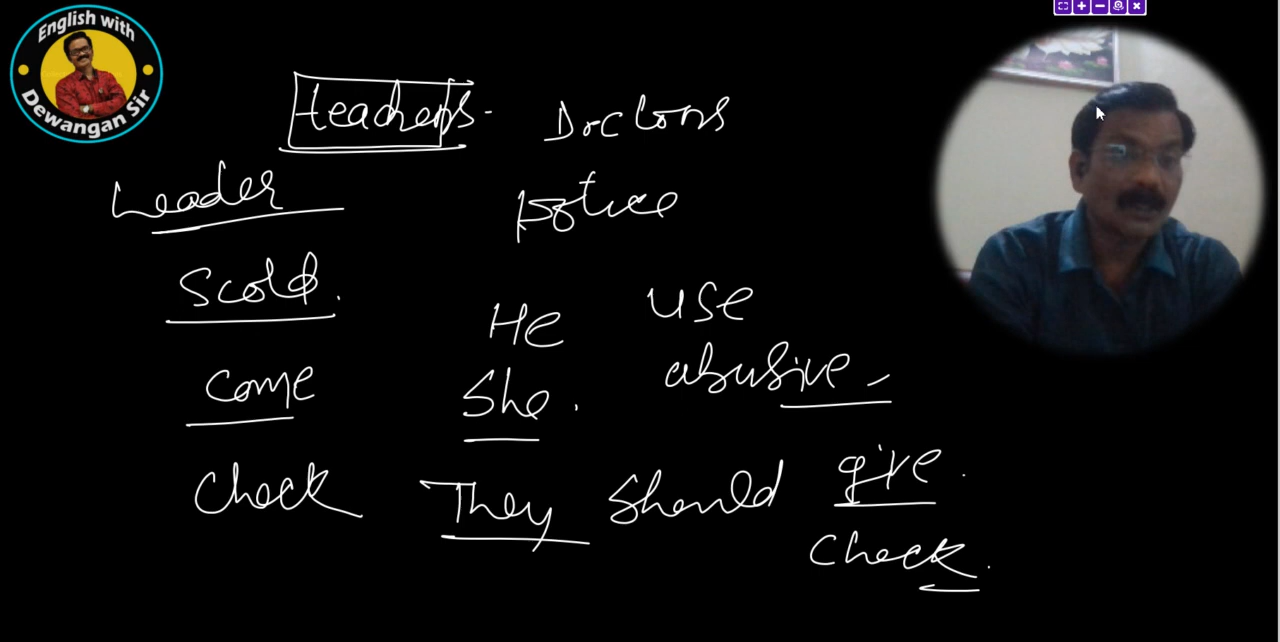 English with
Dewangan Sir
Teachers - Doctors
Leader
police
Scold.
He use
come She. abusive -
check They should give.
check.